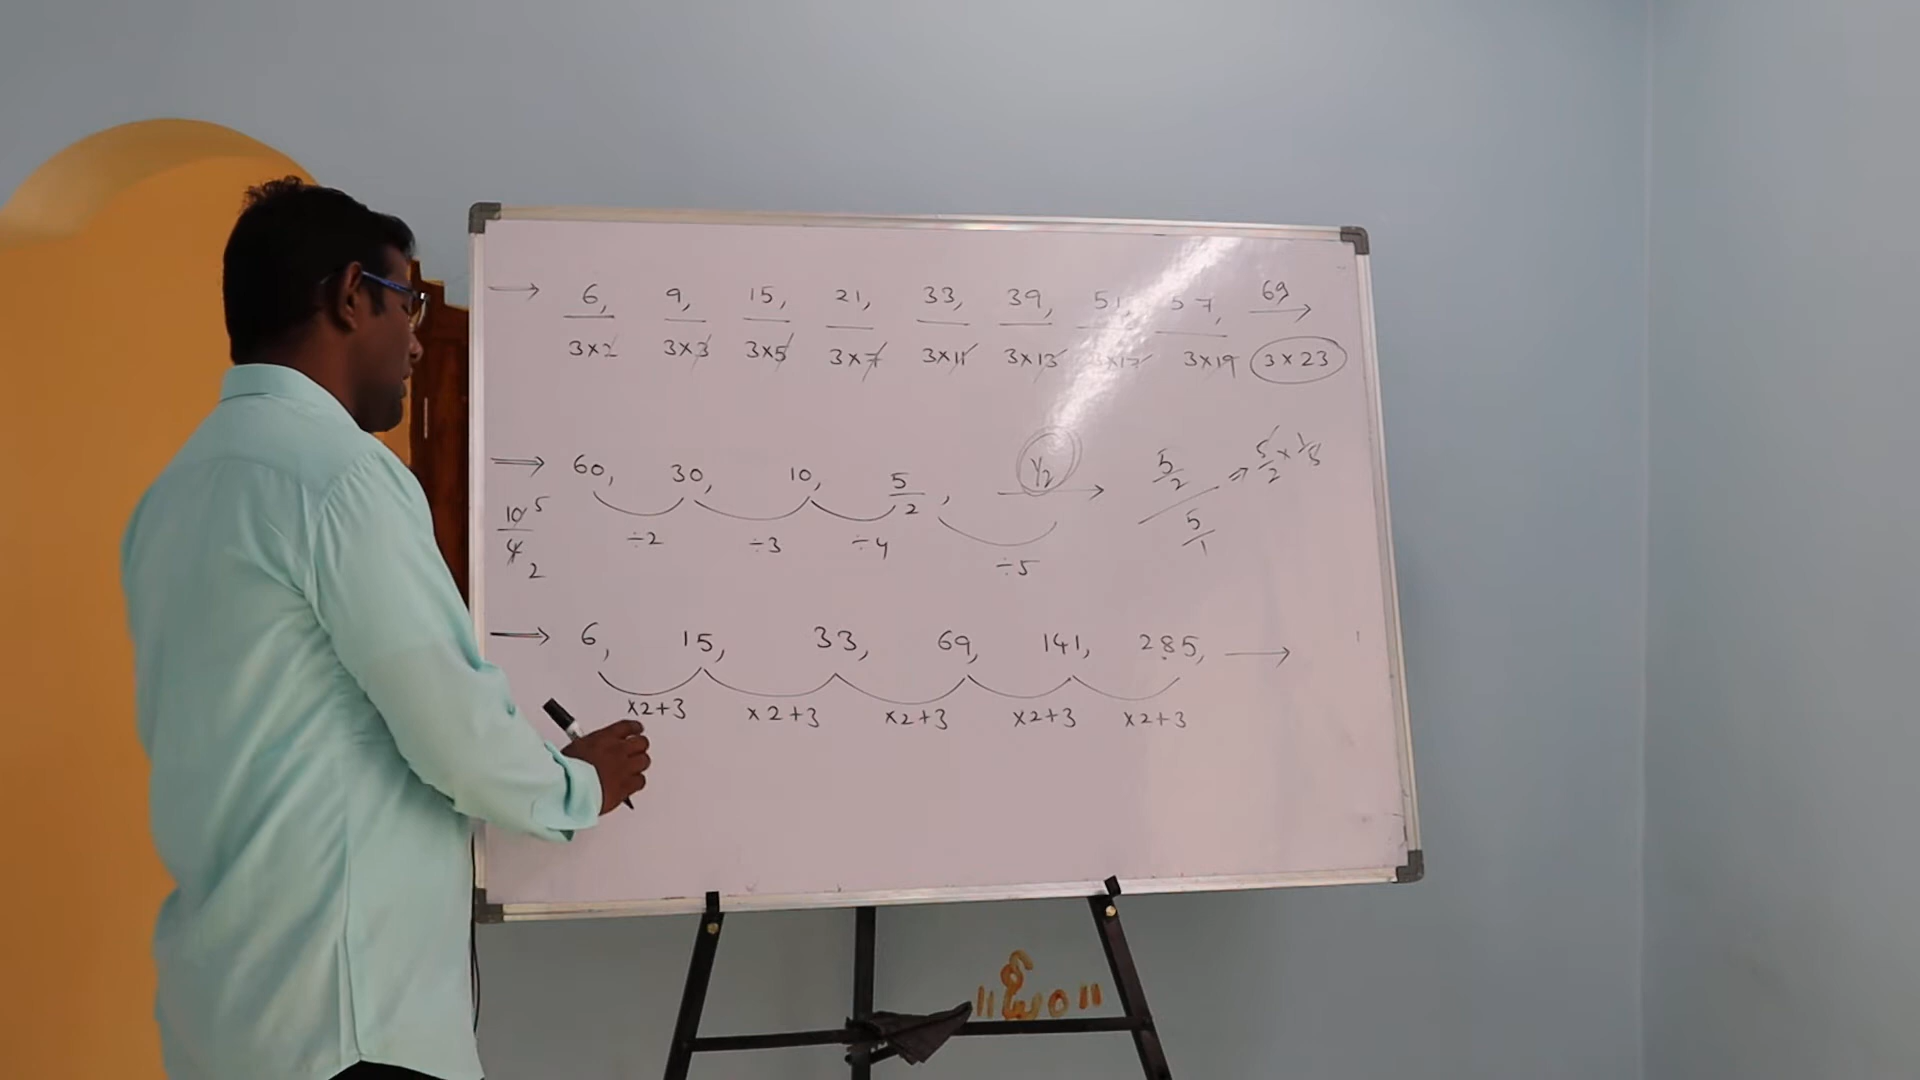 → 6, 9, 15, 21, 33, 39, 51, 57, 69
3×2 3×3 3×5 3×7 3×11 3×13 3×17 3×19 3×23
→ 60, 30, 10, 5/2, 1/2 → 5/2 / 5/1 ⇒ 5/2 × 1/5
10/4 5 2
÷2 ÷3 ÷4 ÷5
→ 6, 15, 33, 69, 141, 285, →
×2+3 ×2+3 ×2+3 ×2+3 ×2+3